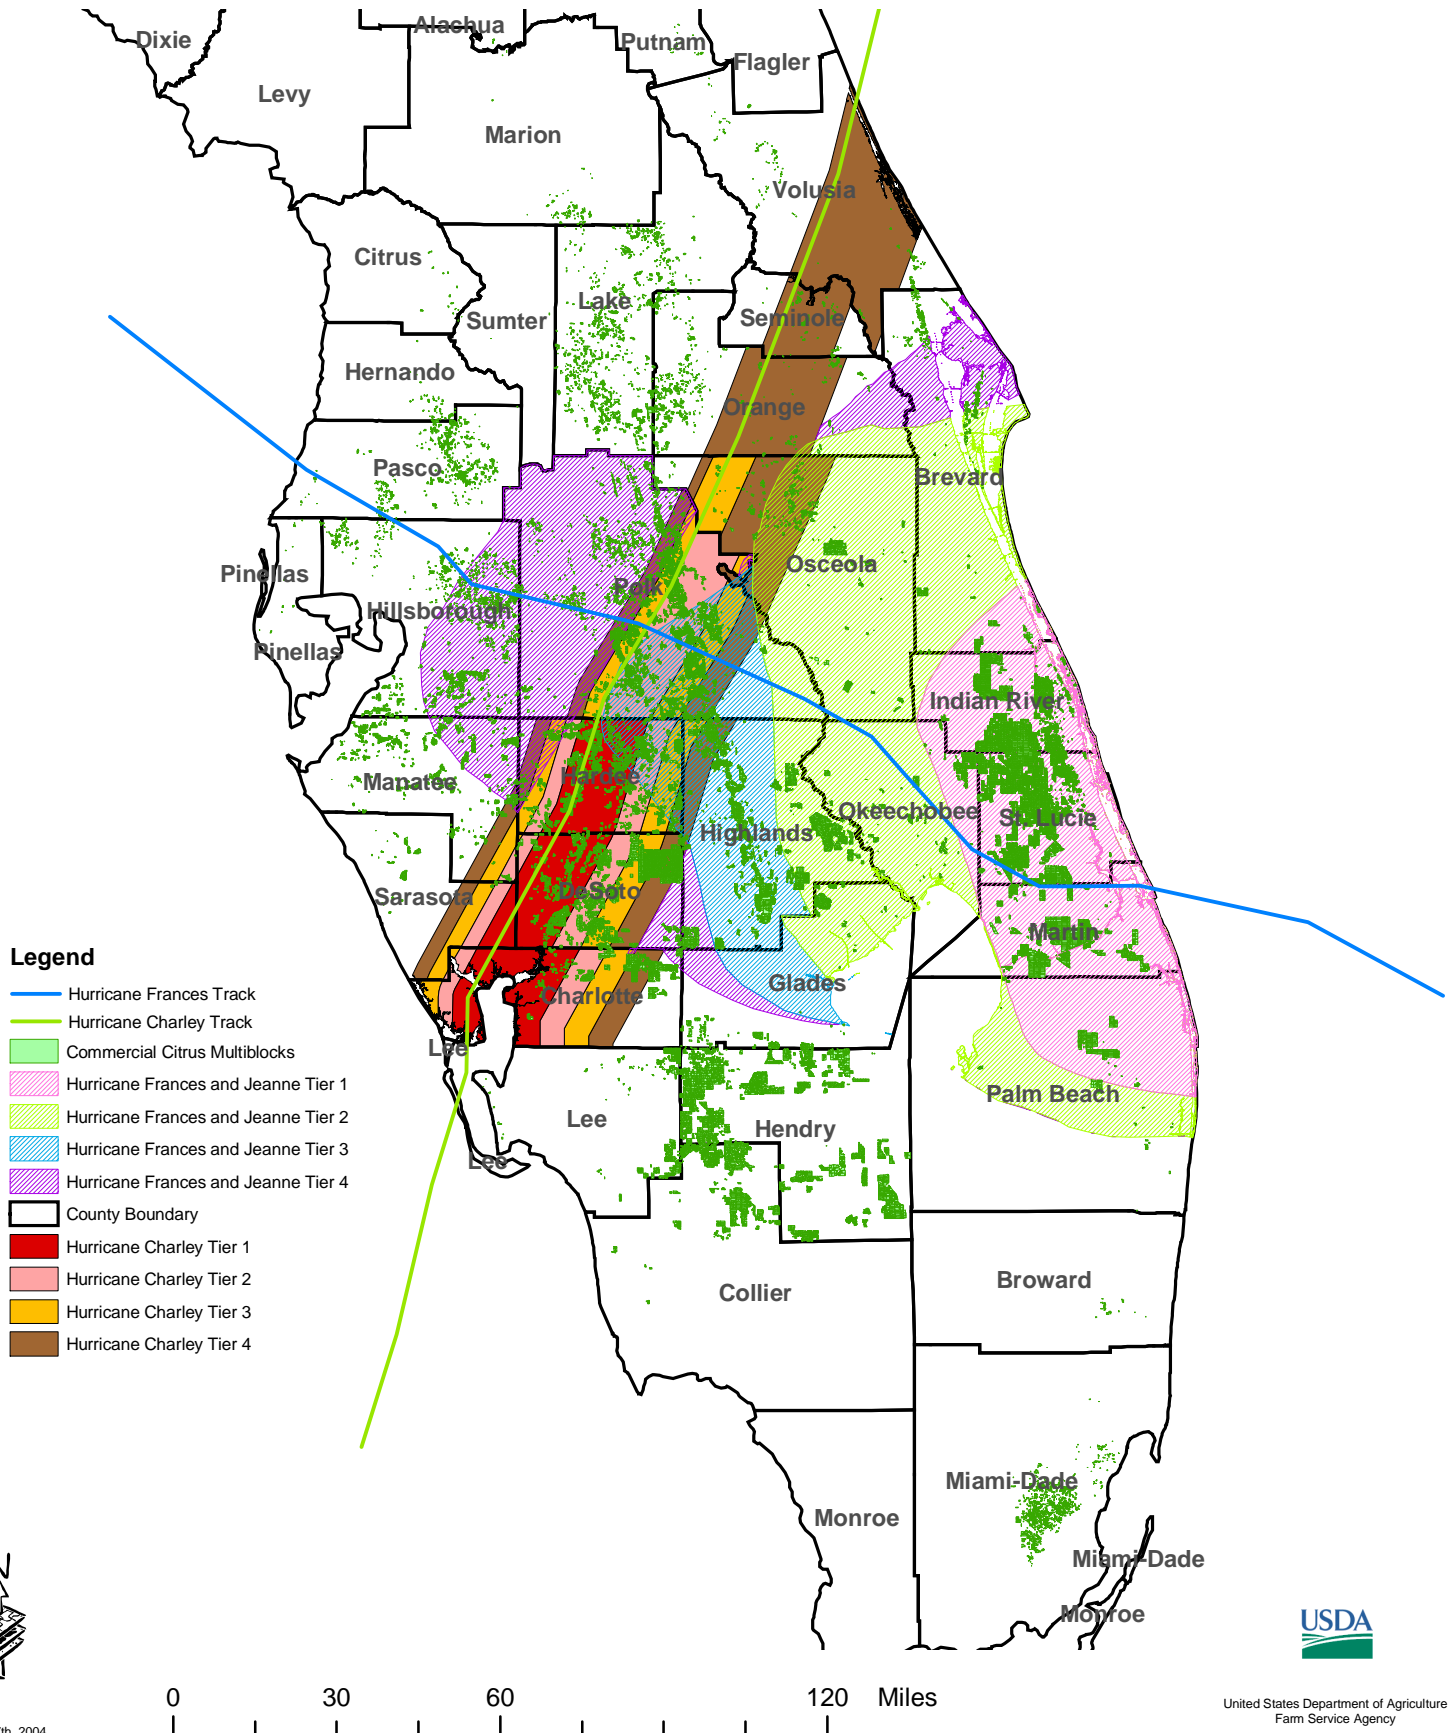 Dixie
Alachua
Putnam
Flagler
Levy
Marion
Volusia
Citrus
Lake
Sumter
Seminole
Hernando
Orange
Pasco
Brevard
Osceola
Pinellas
Polk
Hillsborough
Pinellas
Indian River
Hardee
Manatee
Okeechobee
St. Lucie
Highlands
DeSoto
Sarasota
Martin
Glades
Charlotte
Lee
Palm Beach
Lee
Hendry
Lee
Broward
Collier
Miami-Dade
Monroe
Miami-Dade
Monroe
Legend
Hurricane Frances Track
Hurricane Charley Track
Commercial Citrus Multiblocks
Hurricane Frances and Jeanne Tier 1
Hurricane Frances and Jeanne Tier 2
Hurricane Frances and Jeanne Tier 3
Hurricane Frances and Jeanne Tier 4
County Boundary
Hurricane Charley Tier 1
Hurricane Charley Tier 2
Hurricane Charley Tier 3
Hurricane Charley Tier 4
USDA
0 30 60 120 Miles
United States Department of Agriculture
Farm Service Agency
2004